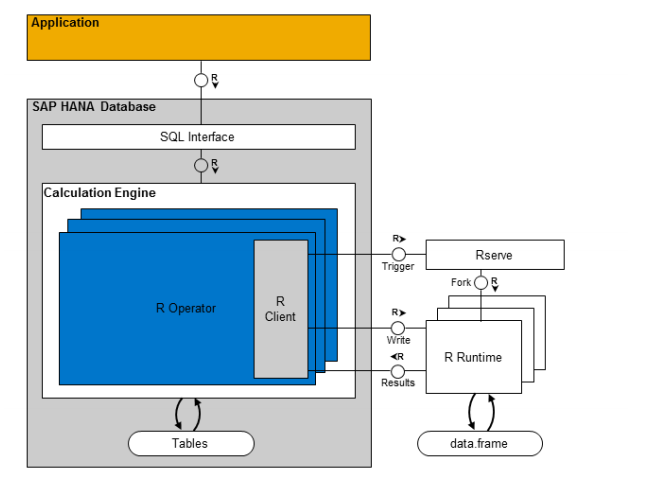 Application
R
SAP HANA Database
SQL Interface
R
Calculation Engine
R Operator
R
Client
R
Trigger
Rserve
Fork
R
R
Write
R Runtime
R
Results
Tables
data.frame